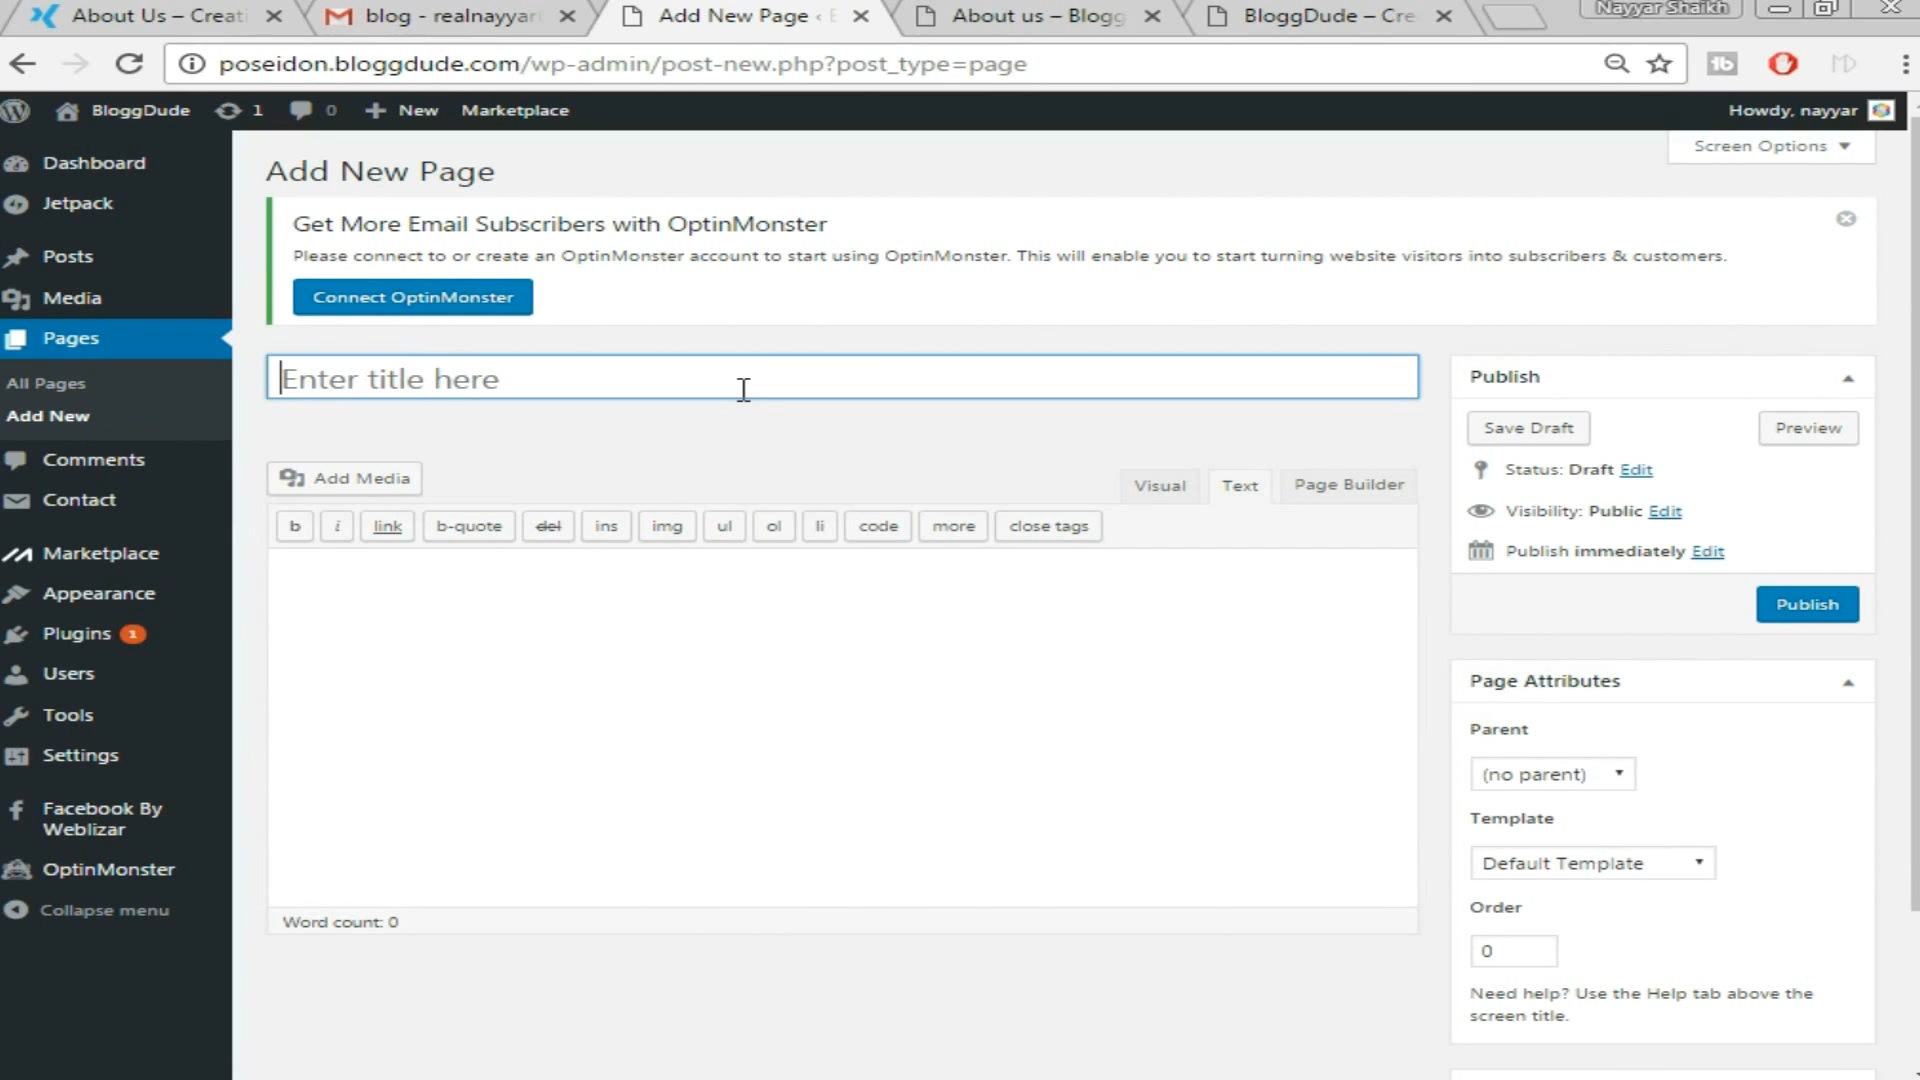 About Us – Creati
blog - realnayyar
Add New Page ‹
About us – Blogg
BloggDude – Cre
Nayyar Shaikh
poseidon.bloggdude.com/wp-admin/post-new.php?post_type=page
BloggDude 1 0 New Marketplace
Howdy, nayyar
Dashboard
Jetpack
Posts
Media
Pages
All Pages
Add New
Comments
Contact
Marketplace
Appearance
Plugins 1
Users
Tools
Settings
Facebook By
Weblizar
OptinMonster
Collapse menu
Screen Options
Add New Page
Get More Email Subscribers with OptinMonster
Please connect to or create an OptinMonster account to start using OptinMonster. This will enable you to start turning website visitors into subscribers & customers.
Connect OptinMonster
Enter title here
Add Media
Visual Text Page Builder
b i link b-quote del ins img ul ol li code more close tags
Word count: 0
Publish
Save Draft Preview
Status: Draft Edit
Visibility: Public Edit
Publish immediately Edit
Publish
Page Attributes
Parent
(no parent)
Template
Default Template
Order
0
Need help? Use the Help tab above the
screen title.